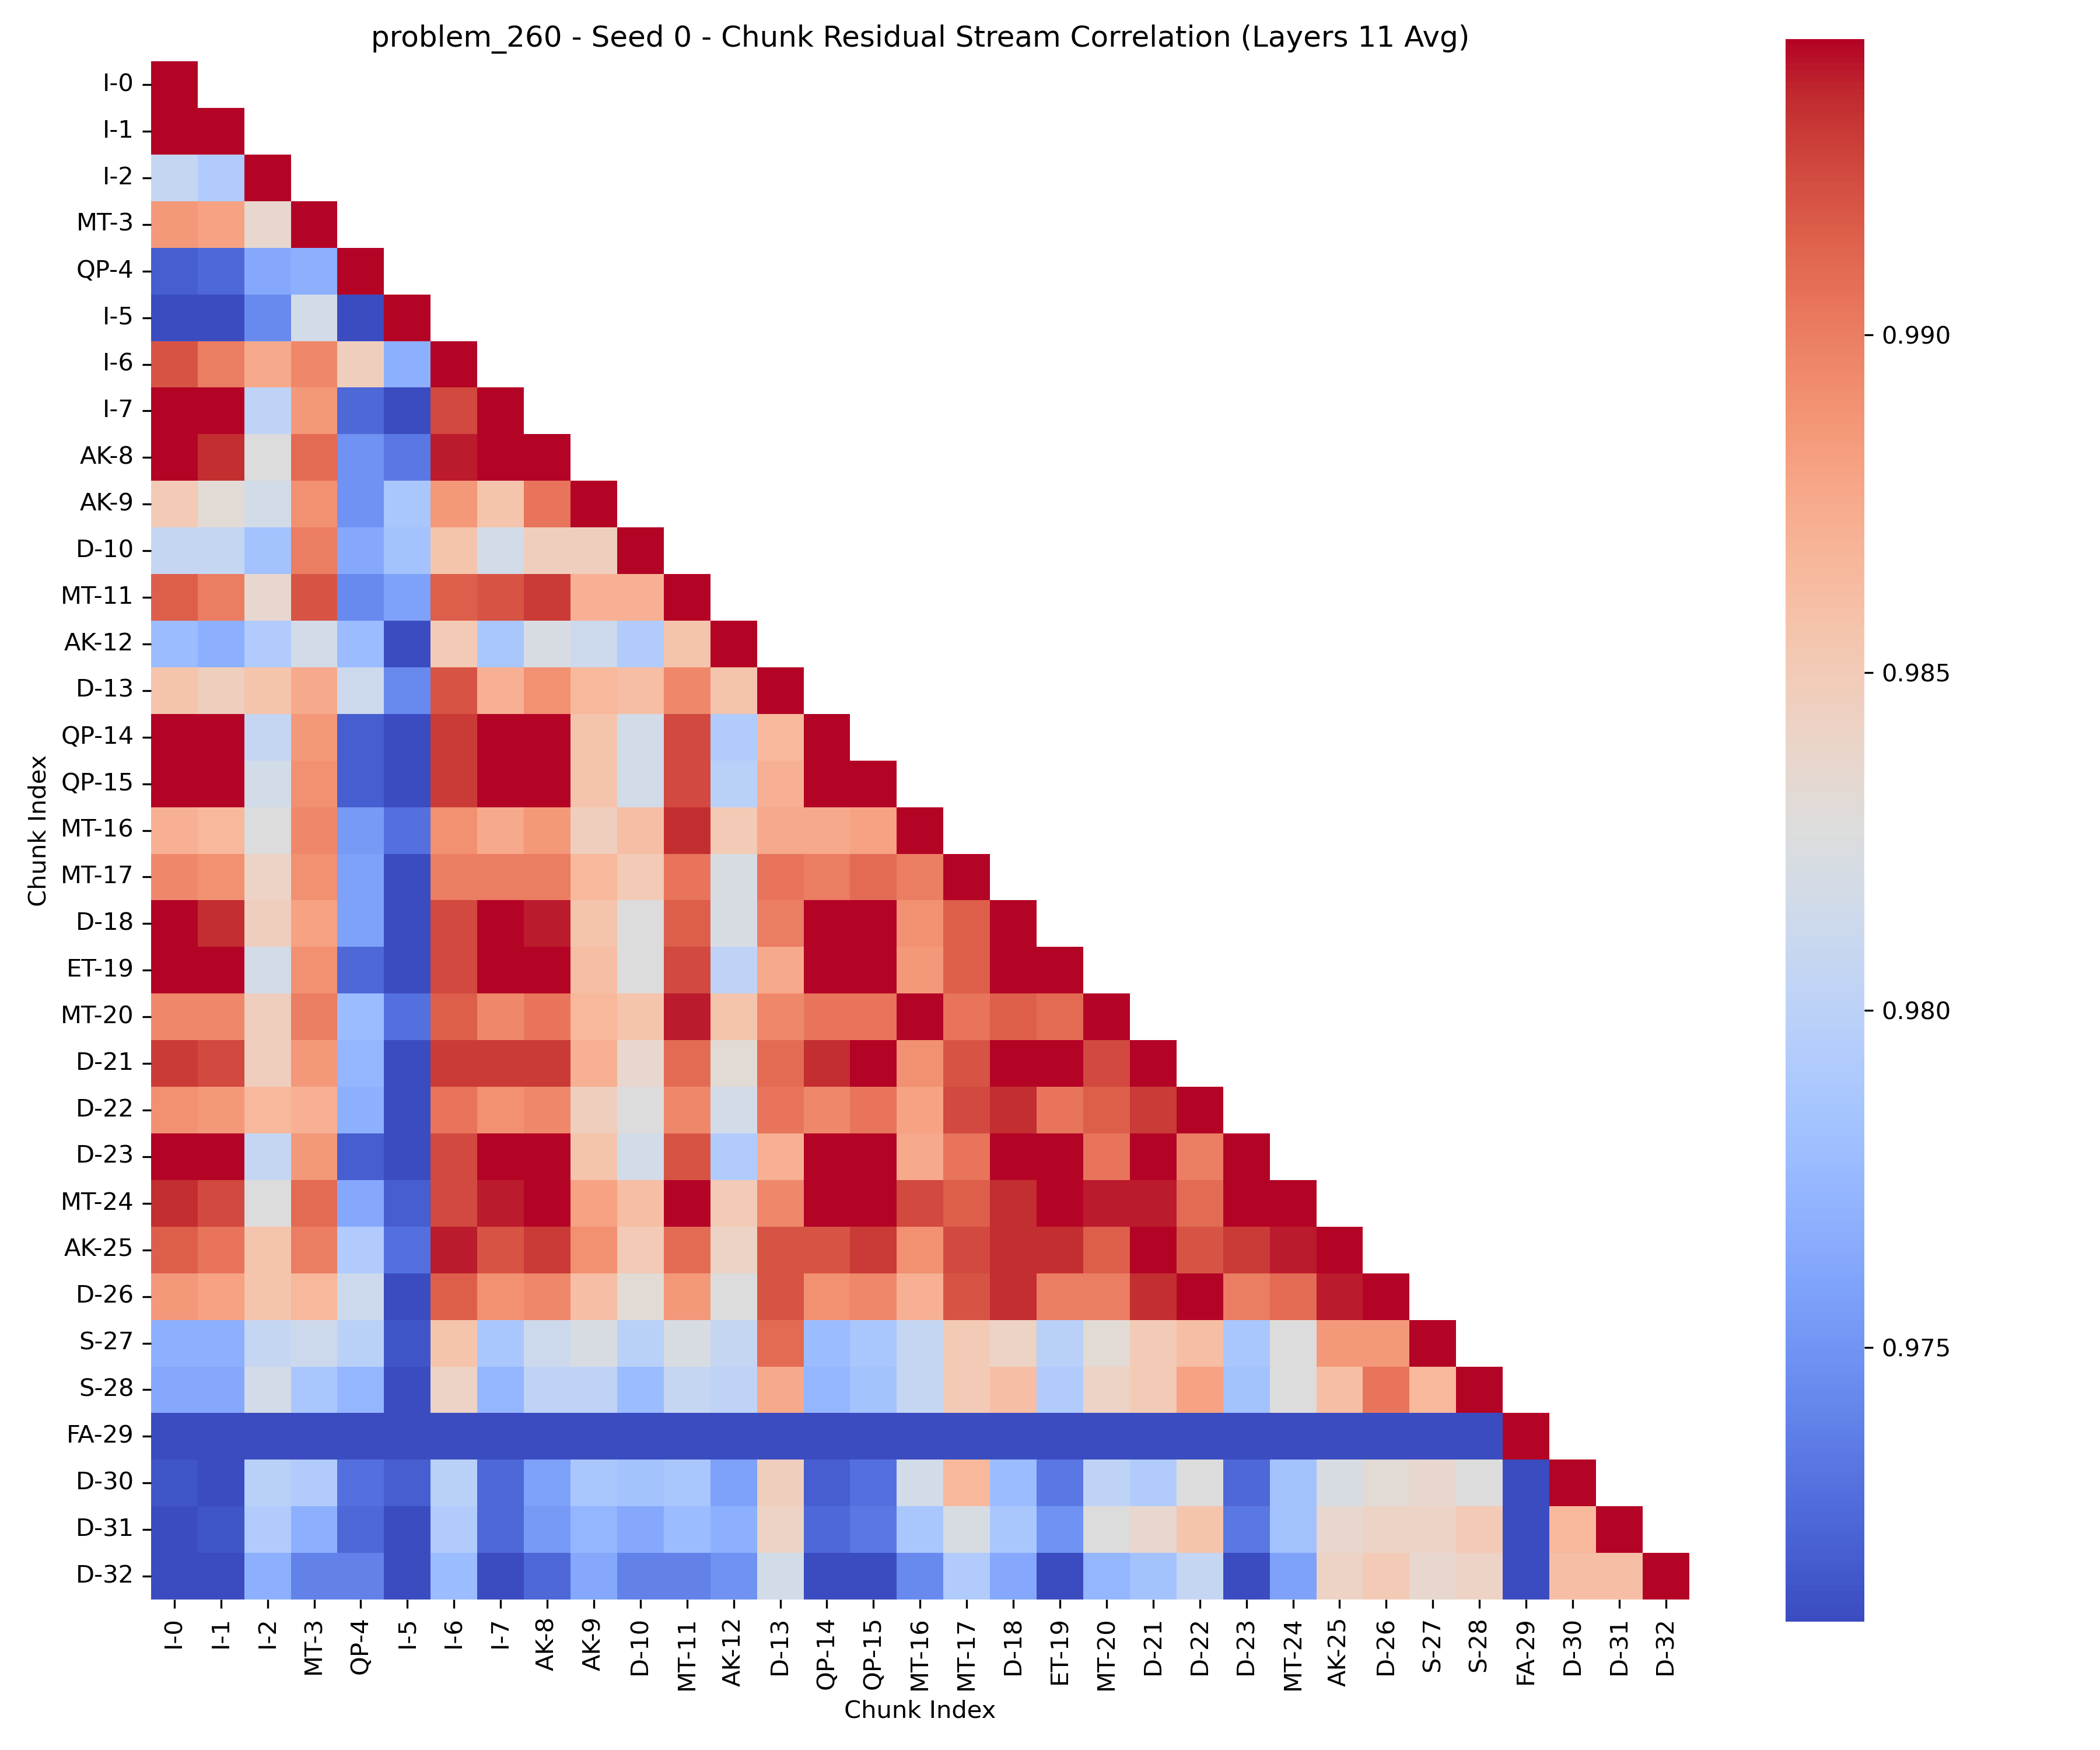 problem_260 - Seed 0 - Chunk Residual Stream Correlation (Layers 11 Avg)
Chunk Index
I-0
I-1
I-2
MT-3
QP-4
I-5
I-6
I-7
AK-8
AK-9
D-10
MT-11
AK-12
D-13
QP-14
QP-15
MT-16
MT-17
D-18
ET-19
MT-20
D-21
D-22
D-23
MT-24
AK-25
D-26
S-27
S-28
FA-29
D-30
D-31
D-32
I-0 I-1 I-2 MT-3 QP-4 I-5 I-6 I-7 AK-8 AK-9 D-10 MT-11 AK-12 D-13 QP-14 QP-15 MT-16 MT-17 D-18 ET-19 MT-20 D-21 D-22 D-23 MT-24 AK-25 D-26 S-27 S-28 FA-29 D-30 D-31 D-32
Chunk Index
0.990
0.985
0.980
0.975